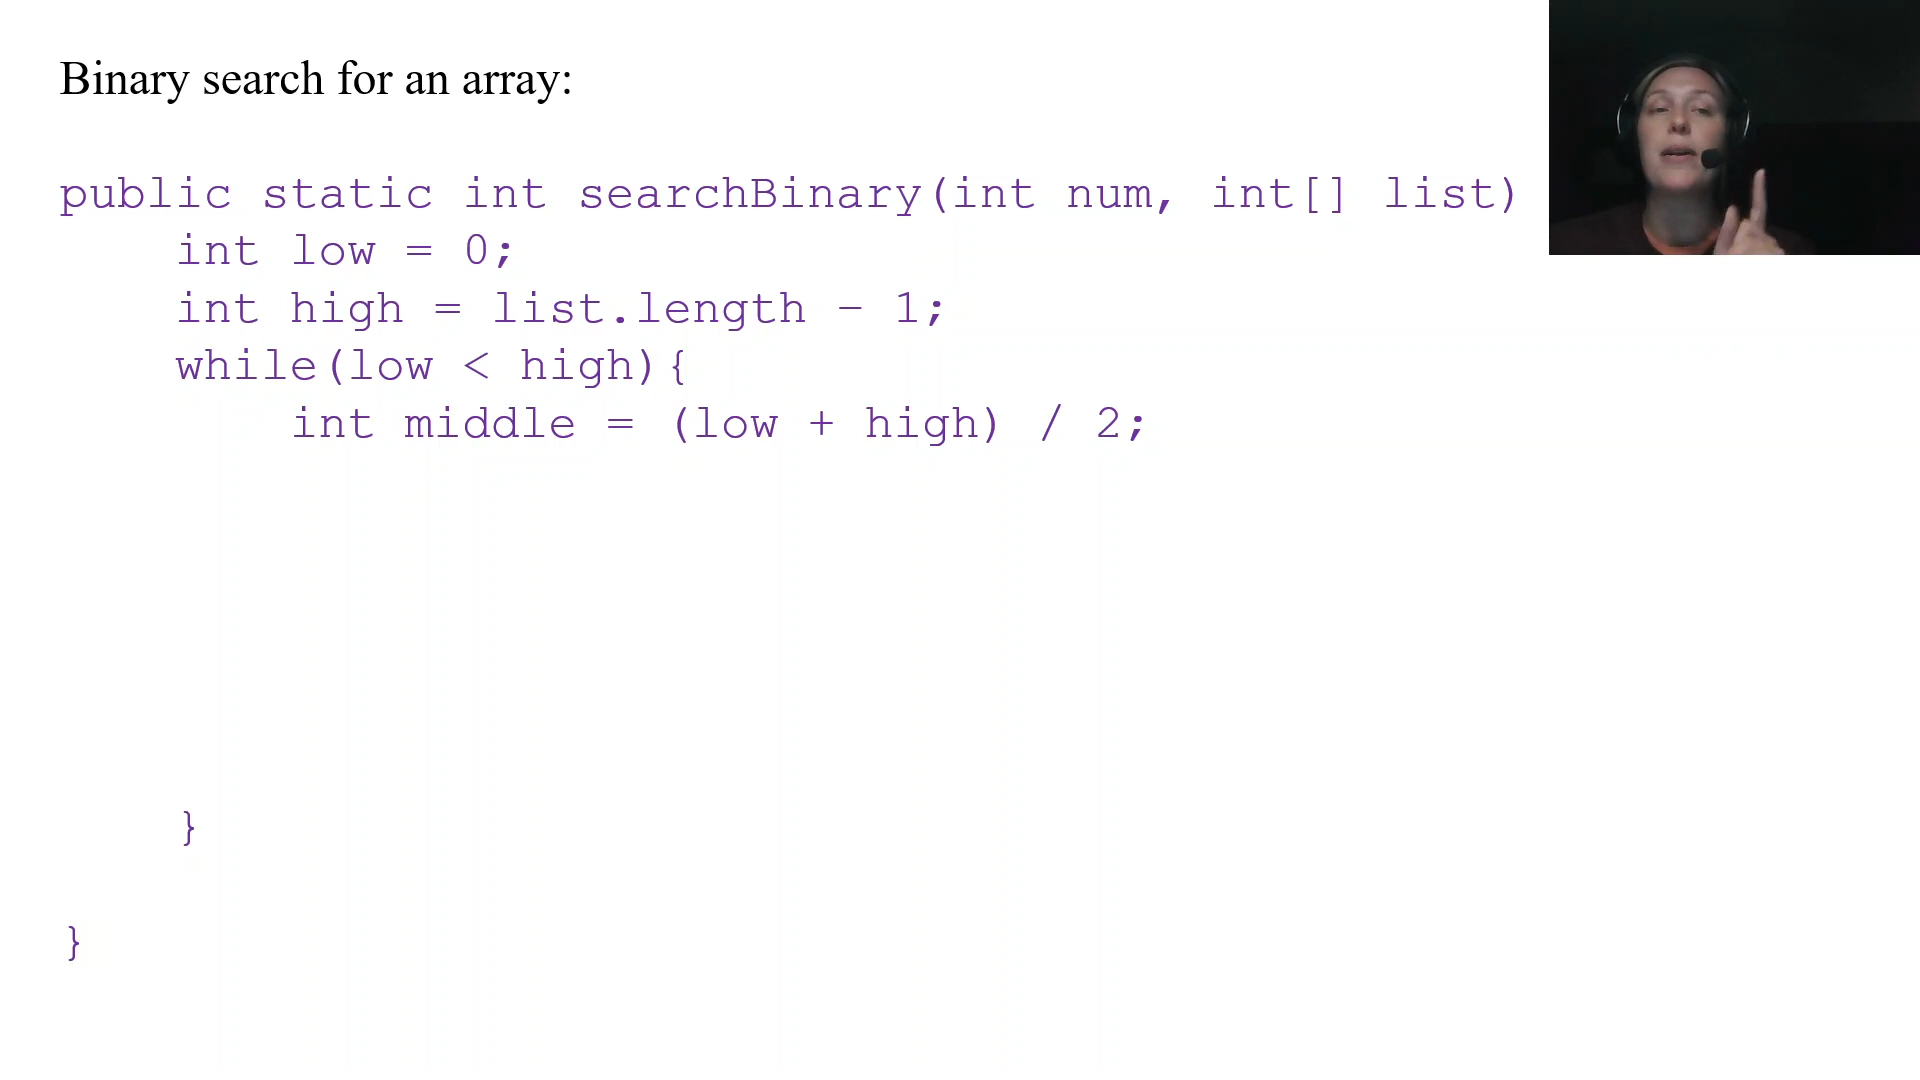 Binary search for an array:
public static int searchBinary(int num, int[] list)
int low = 0;
int high = list.length – 1;
while(low < high){
int middle = (low + high) / 2;
}
}